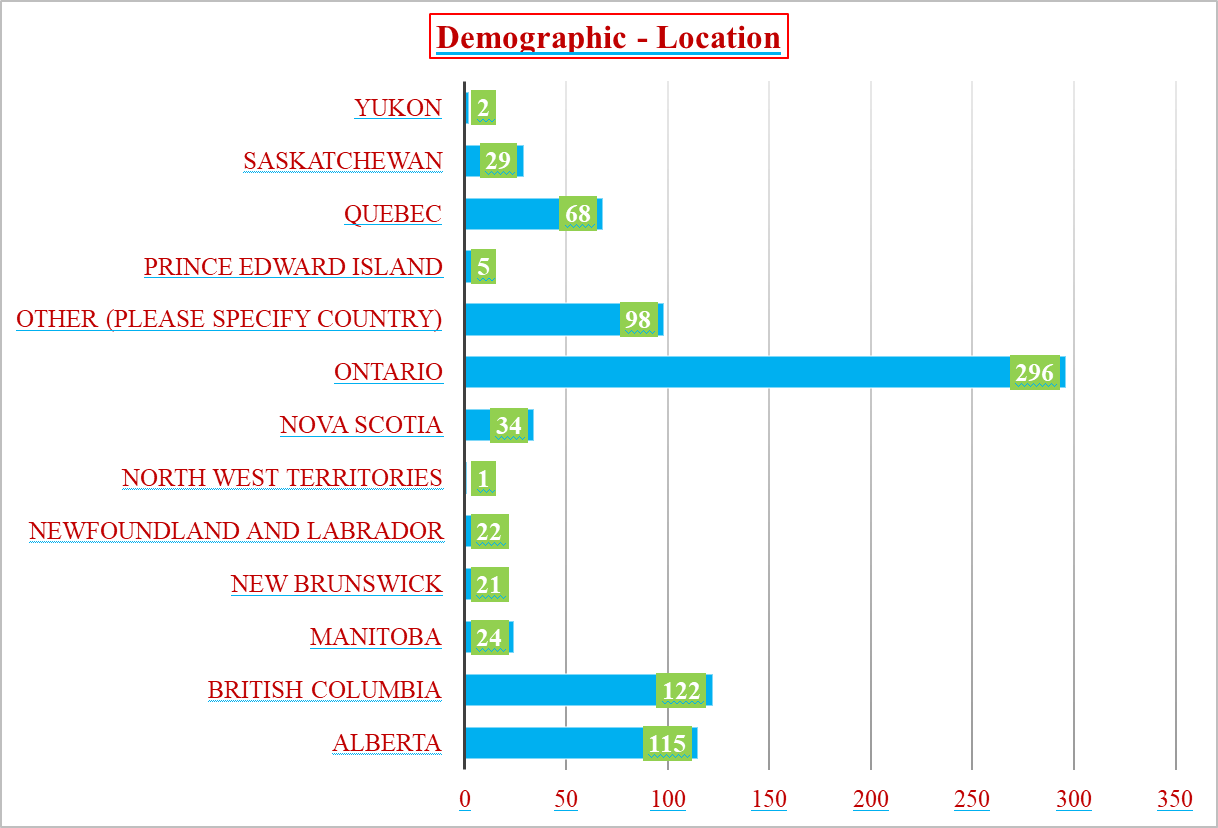 Demographic - Location
YUKON 2
SASKATCHEWAN 29
QUEBEC 68
PRINCE EDWARD ISLAND 5
OTHER (PLEASE SPECIFY COUNTRY) 98
ONTARIO 296
NOVA SCOTIA 34
NORTH WEST TERRITORIES 1
NEWFOUNDLAND AND LABRADOR 22
NEW BRUNSWICK 21
MANITOBA 24
BRITISH COLUMBIA 122
ALBERTA 115
0 50 100 150 200 250 300 350